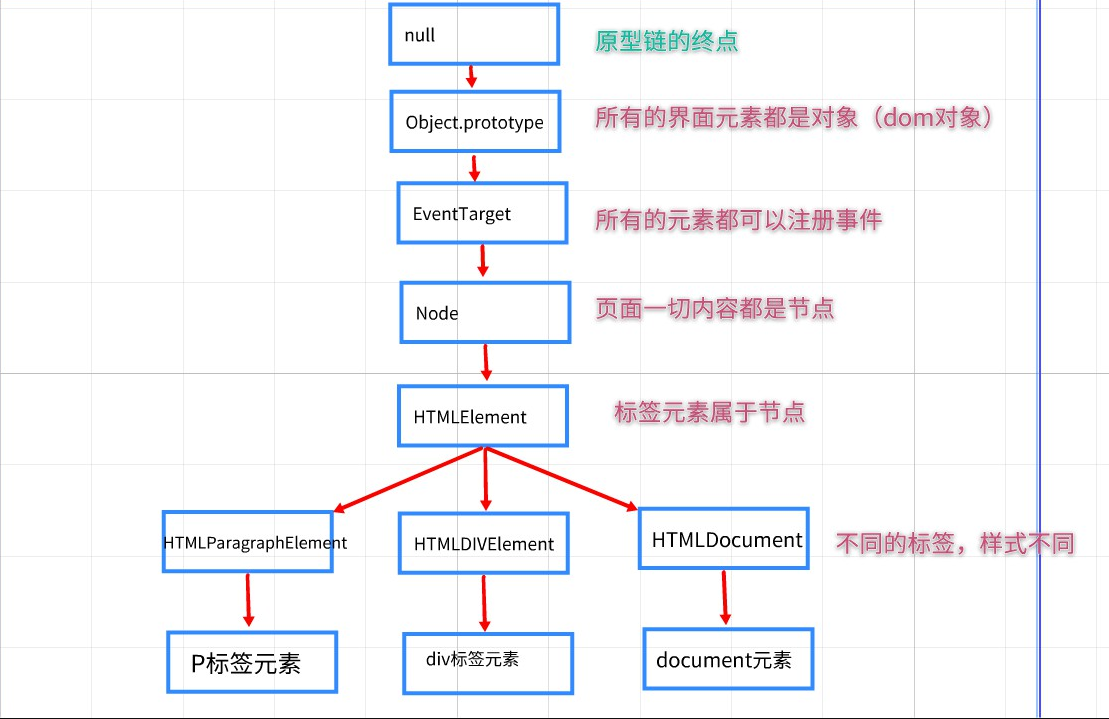 null
原型链的终点
Object.prototype
所有的界面元素都是对象（dom对象）
EventTarget
所有的元素都可以注册事件
Node
页面一切内容都是节点
HTMLElement
标签元素属于节点
HTMLParagraphElement
HTMLDIVElement
HTMLDocument
不同的标签，样式不同
P标签元素
div标签元素
document元素